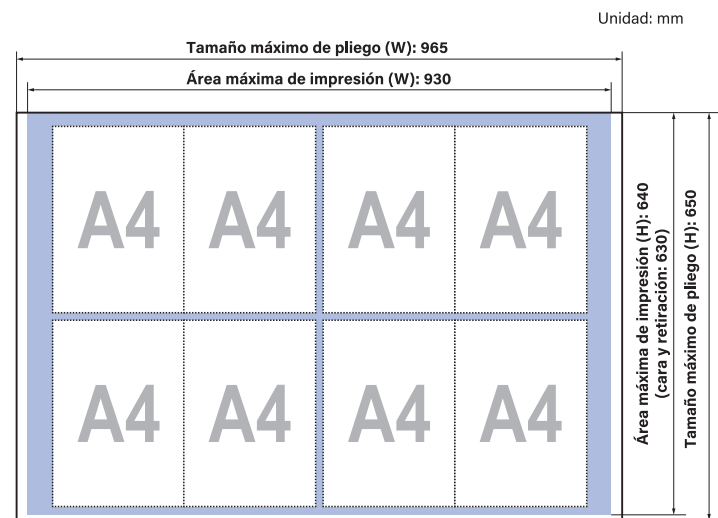 Unidad: mm
Tamaño máximo de pliego (W): 965
Área máxima de impresión (W): 930
A4 A4 A4 A4
A4 A4 A4 A4
Área máxima de impresión (H): 640
(cara y retiración: 630)
Tamaño máximo de pliego (H): 650